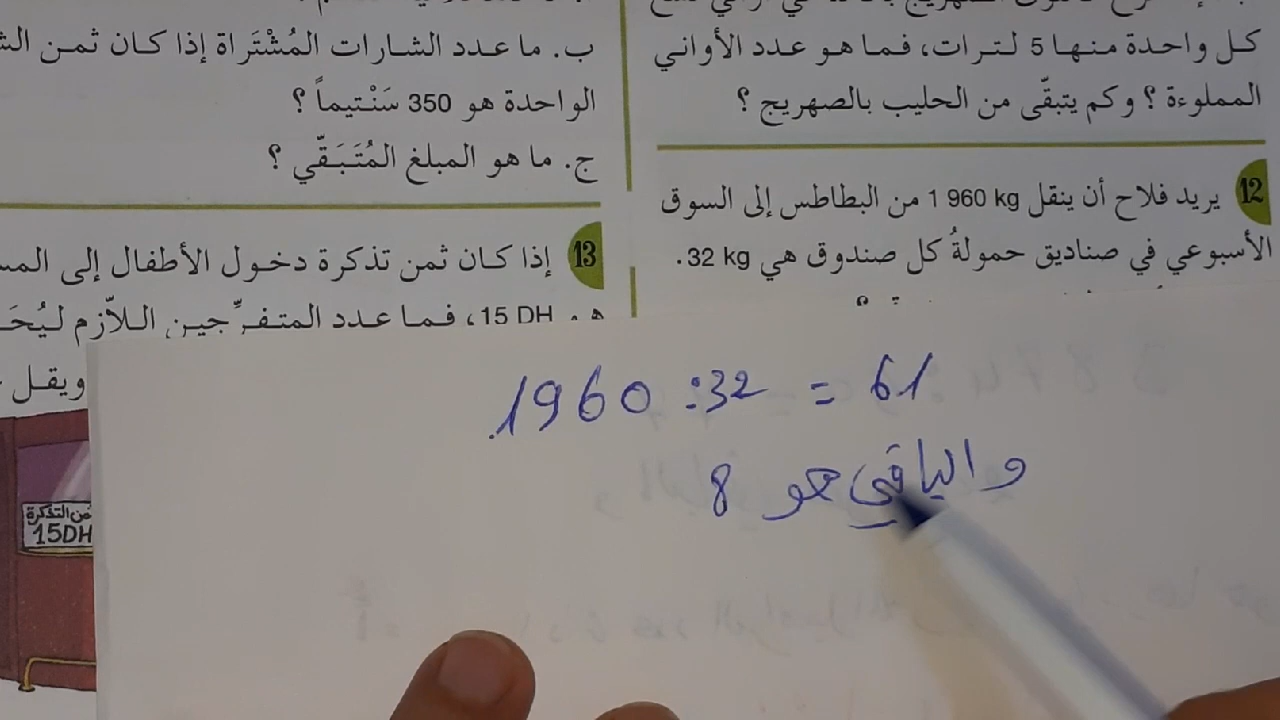 كل واحدة منها 5 لترات، فما هو عدد الأواني
المملوءة ؟ وكم يتبقّى من الحليب بالصهريج ؟
12 يريد فلاح أن ينقل 1 960 kg من البطاطس إلى السوق
الأسبوعي في صناديق حمولةُ كل صندوق هي 32 kg.
ب. ما عدد الشارات المُشْتَراة إذا كان ثمن
الواحدة هو 350 سَنْتيماً ؟
ج. ما هو المبلغ المُتَبَقّي ؟
13 إذا كان ثمن تذكرة دخول الأطفال إلى
هو 15 DH، فما عدد المتفرِّجين اللاّزم
ويقل
ثمن التذكرة
15DH
1960 :32 = 61
والباقي هو 8